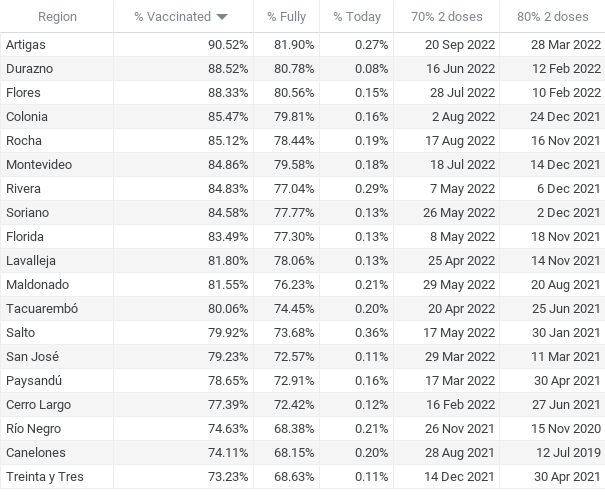 Region % Vaccinated % Fully % Today 70% 2 doses 80% 2 doses
Artigas 90.52% 81.90% 0.27% 20 Sep 2022 28 Mar 2022
Durazno 88.52% 80.78% 0.08% 16 Jun 2022 12 Feb 2022
Flores 88.33% 80.56% 0.15% 28 Jul 2022 10 Feb 2022
Colonia 85.47% 79.81% 0.16% 2 Aug 2022 24 Dec 2021
Rocha 85.12% 78.44% 0.19% 17 Aug 2022 16 Nov 2021
Montevideo 84.86% 79.58% 0.18% 18 Jul 2022 14 Dec 2021
Rivera 84.83% 77.04% 0.29% 7 May 2022 6 Dec 2021
Soriano 84.58% 77.77% 0.13% 26 May 2022 2 Dec 2021
Florida 83.49% 77.30% 0.13% 8 May 2022 18 Nov 2021
Lavalleja 81.80% 78.06% 0.13% 25 Apr 2022 14 Nov 2021
Maldonado 81.55% 76.23% 0.21% 29 May 2022 20 Aug 2021
Tacuarembó 80.06% 74.45% 0.20% 20 Apr 2022 25 Jun 2021
Salto 79.92% 73.68% 0.36% 17 May 2022 30 Jan 2021
San José 79.23% 72.57% 0.11% 29 Mar 2022 11 Mar 2021
Paysandú 78.65% 72.91% 0.16% 17 Mar 2022 30 Apr 2021
Cerro Largo 77.39% 72.42% 0.12% 16 Feb 2022 27 Jun 2021
Río Negro 74.63% 68.38% 0.21% 26 Nov 2021 15 Nov 2020
Canelones 74.11% 68.15% 0.20% 28 Aug 2021 12 Jul 2019
Treinta y Tres 73.23% 68.63% 0.11% 14 Dec 2021 30 Apr 2021